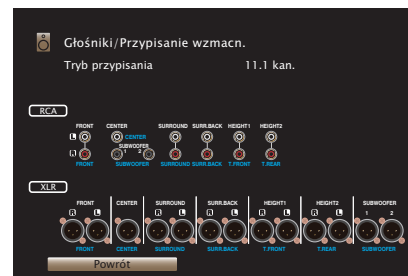 Głośniki/Przypisanie wzmacn.
Tryb przypisania 11.1 kan.
RCA
FRONT CENTER SURROUND SURR.BACK HEIGHT1 HEIGHT2
L CENTER
SUBWOOFER
1 2
R
FRONT SUBWOOFER SURROUND SURR.BACK T.FRONT T.REAR
XLR
FRONT CENTER SURROUND SURR.BACK HEIGHT1 HEIGHT2 SUBWOOFER
R L R L R L R L R L 1 2
FRONT CENTER SURROUND SURR.BACK T.FRONT T.REAR SUBWOOFER
Powrót